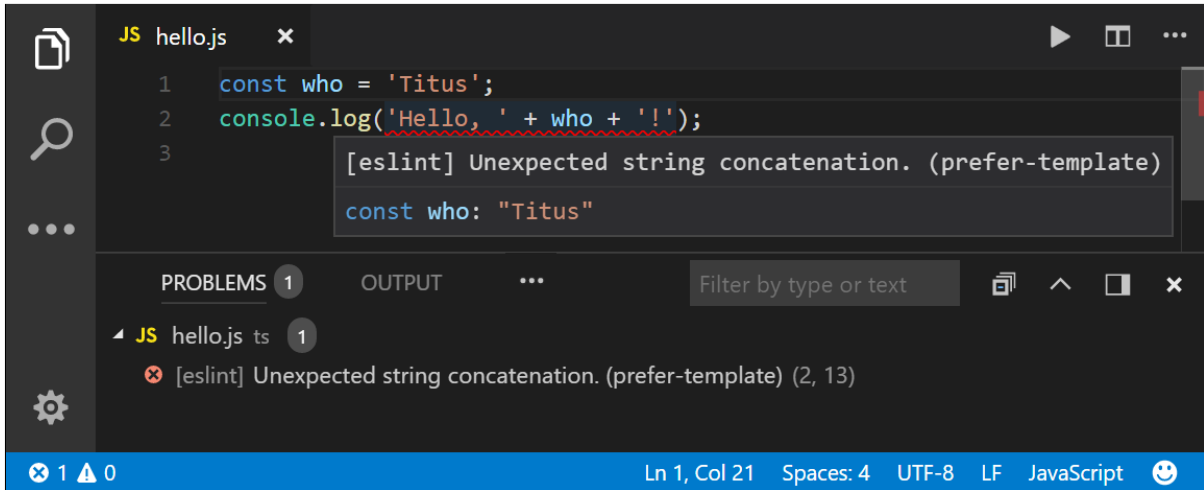 JS hello.js
1 const who = 'Titus';
2 console.log('Hello, ' + who + '!');
3
[eslint] Unexpected string concatenation. (prefer-template)
const who: "Titus"
PROBLEMS 1 OUTPUT ••• Filter by type or text
JS hello.js ts 1
[eslint] Unexpected string concatenation. (prefer-template) (2, 13)
1 0 Ln 1, Col 21 Spaces: 4 UTF-8 LF JavaScript